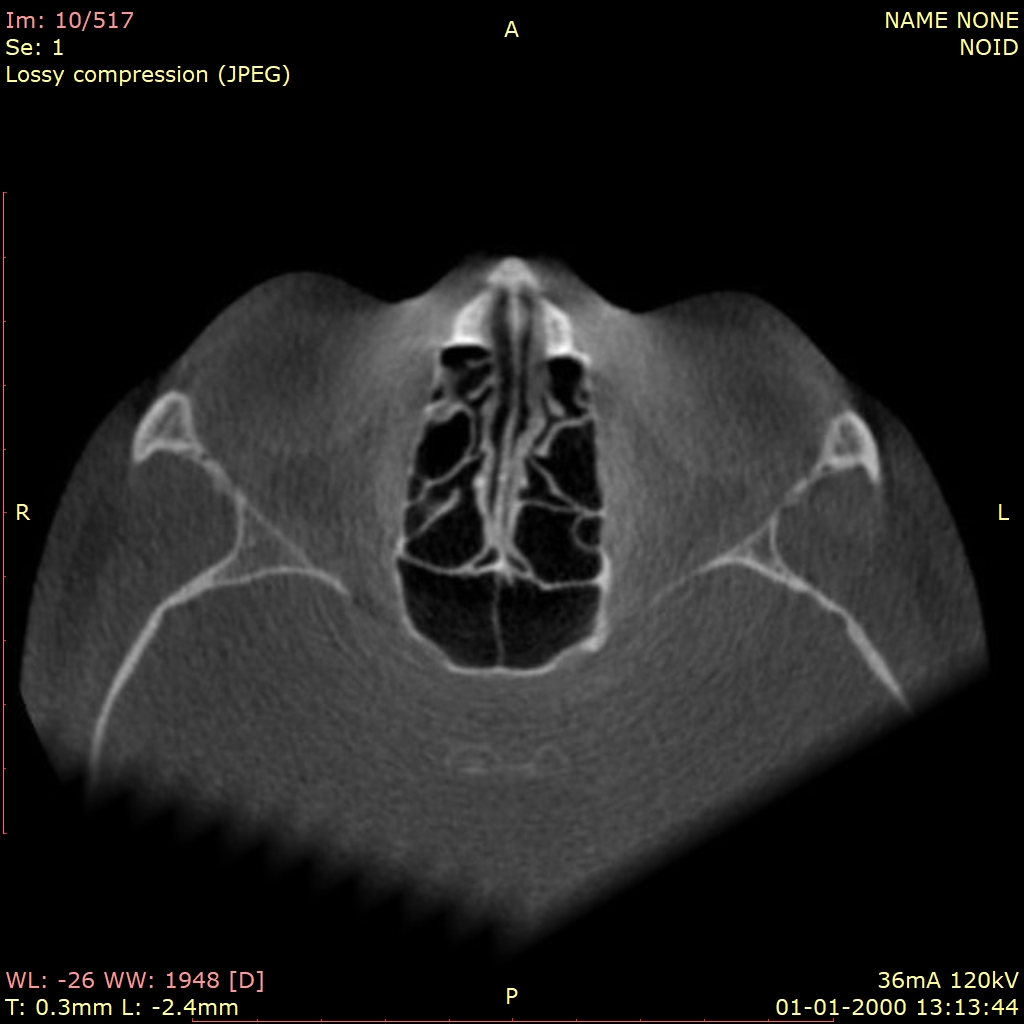 Im: 10/517
Se: 1
Lossy compression (JPEG)
A
NAME NONE
NOID
R
L
WL: -26 WW: 1948 [D]
T: 0.3mm L: -2.4mm
P
36mA 120kV
01-01-2000 13:13:44